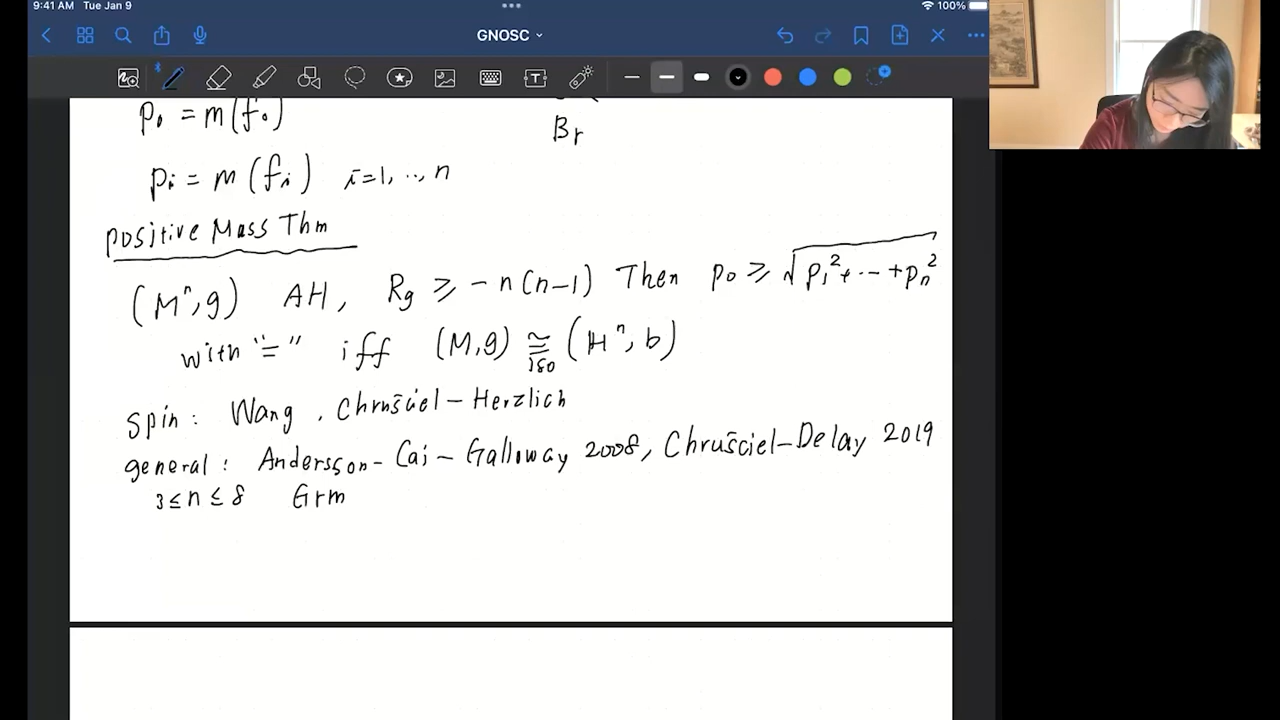 9:41 AM Tue Jan 9
100%
GNOSC
p₀ = m(f₀)
Br
pi = m(fi) i=1, .., n
positive Mass Thm
(Mⁿ, g) AH, Rg ≥ -n(n-1) Then p₀ ≥ √(p₁² + ··· + pn²)
with "=" iff (M, g) ≅iso (ℍⁿ, b)
spin: Wang, Chruściel - Herzlich
general: Andersson - Cai - Galloway 2008, Chruściel-Delay 2019
3 ≤ n ≤ 8 Grm